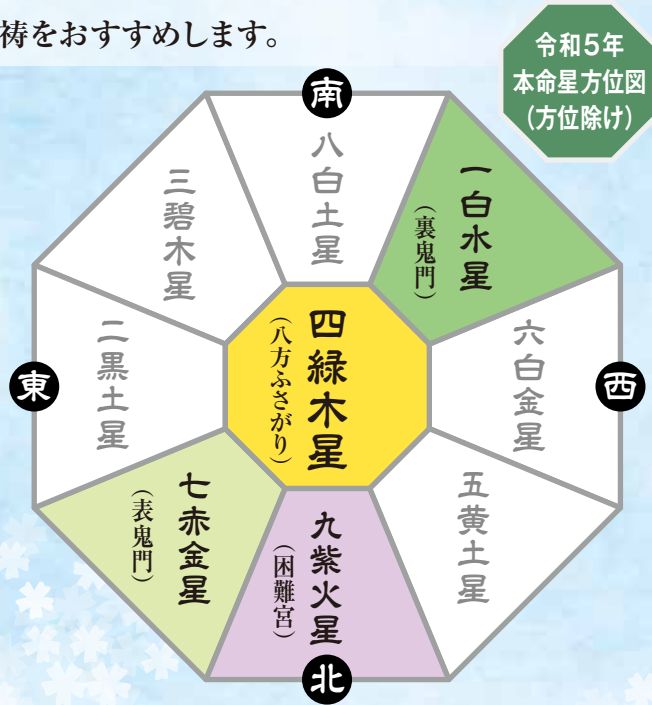 祷をおすすめします。
令和5年
本命星方位図
（方位除け）
南
八白土星
一白水星
（裏鬼門）
三碧木星
四緑木星
（八方ふさがり）
六白金星
西
東
二黒土星
七赤金星
（表鬼門）
九紫火星
（困難宮）
五黄土星
北